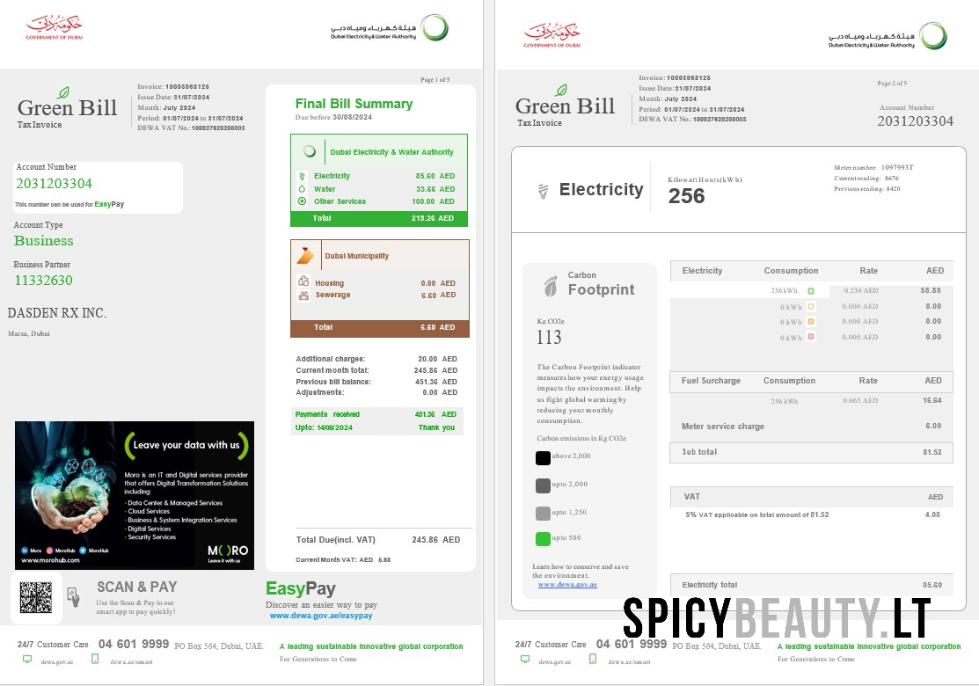 حكومة دبي
GOVERNMENT OF DUBAI
هيئة كهرباء ومياه دبي
Dubai Electricity & Water Authority
Page 1 of 5
Green Bill
Tax Invoice
Invoice: 10003068126
Issue Date: 31/07/2024
Month: July 2024
Period: 01/07/2024 to 31/07/2024
DEWA VAT No.: 100027620200003
Account Number
2031203304
This number can be used for EasyPay
Account Type
Business
Business Partner
11332630
DASDEN RX INC.
Marsa, Dubai
Final Bill Summary
Due before 30/08/2024
Dubai Electricity & Water Authority
Electricity 85.60 AED
Water 33.66 AED
Other Services 100.00 AED
Total 219.26 AED
Dubai Municipality
Housing 0.00 AED
Sewerage 6.60 AED
Total 6.60 AED
Additional charges: 20.00 AED
Current month total: 245.86 AED
Previous bill balance: 451.36 AED
Adjustments: 0.00 AED
Payments received 451.36 AED
Upto: 14/08/2024 Thank you
Total Due(incl. VAT) 245.86 AED
Current Month VAT: AED 6.68
Leave your data with us
Moro is an IT and Digital services provider
that offers Digital Transformation Solutions
including:
· Data Center & Managed Services
· Cloud Services
· Business & System Integration Services
· Digital Services
· Security Services
Moro MoroHub MoroHub
www.morohub.com
MORO
Leave it with us
SCAN & PAY
Use the Scan & Pay in our
smart app to pay quickly!
EasyPay
Discover an easier way to pay
www.dewa.gov.ae/easypay
24/7 Customer Care 04 601 9999 PO Box 564, Dubai, UAE.
dewa.gov.ae dewa.ae/smart
A leading sustainable innovative global corporation
For Generations to Come
حكومة دبي
GOVERNMENT OF DUBAI
هيئة كهرباء ومياه دبي
Dubai Electricity & Water Authority
Green Bill
Tax Invoice
Invoice: 10003068126
Issue Date: 31/07/2024
Month: July 2024
Period: 01/07/2024 to 31/07/2024
DEWA VAT No.: 100027620200003
Page 2 of 5
Account Number
2031203304
Electricity
Kilowatt Hours(kWh)
256
Meter number 1097993T
Current reading: 8676
Previous reading: 8420
Carbon
Footprint
Kg CO2e
113
The Carbon Footprint indicator
measures how your energy usage
impacts the environment. Help
us fight global warming by
reducing your monthly
consumption.
Carbon emissions in Kg CO2e
above 2,000
upto 2,000
upto 1,250
upto 500
Learn how to conserve and save
the environment.
www.dewa.gov.ae
Electricity Consumption Rate AED
256 kWh 0.230 AED 58.88
0 kWh 0.000 AED 0.00
0 kWh 0.000 AED 0.00
0 kWh 0.000 AED 0.00
Fuel Surcharge Consumption Rate AED
256 kWh 0.065 AED 16.64
Meter service charge 6.00
Sub total 81.52
VAT AED
5% VAT applicable on total amount of 81.52 4.08
Electricity total 85.60
SPICYBEAUTY.LT
24/7 Customer Care 04 601 9999 PO Box 564, Dubai, UAE.
dewa.gov.ae dewa.ae/smart
A leading sustainable innovative global corporation
For Generations to Come